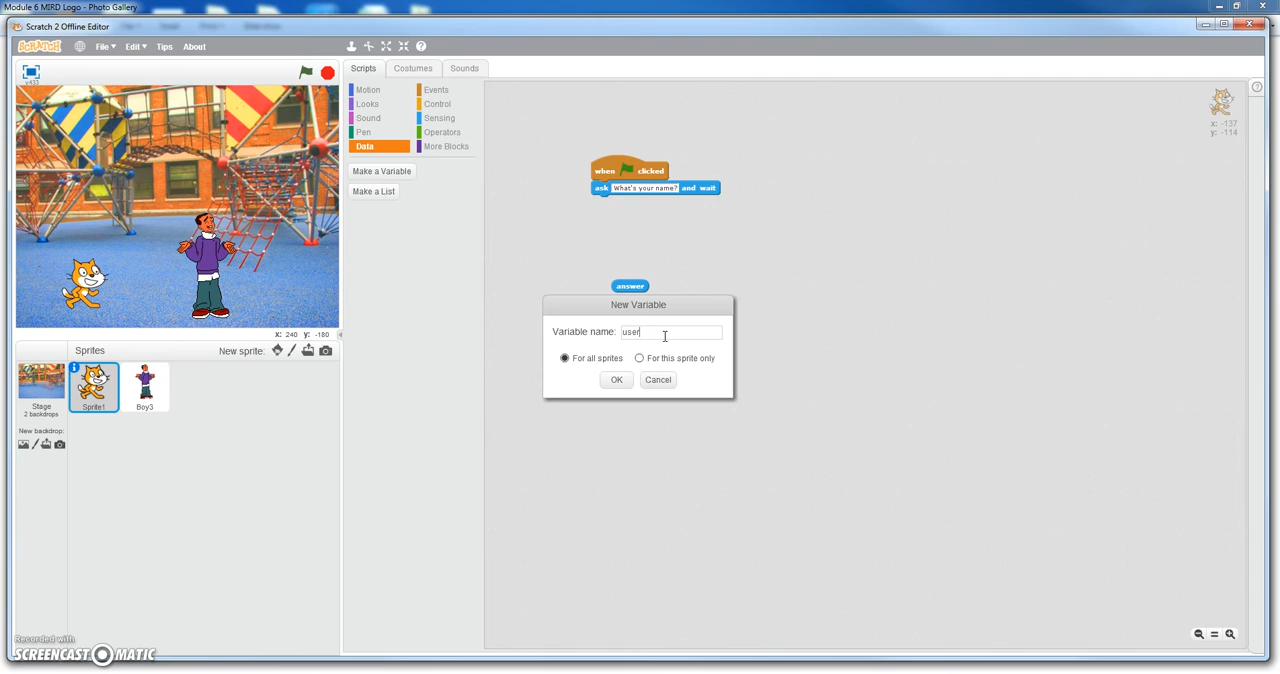 Module 6 MIRD Logo - Photo Gallery
Scratch 2 Offline Editor
SCRATCH File Edit Tips About
v433
Scripts Costumes Sounds
Motion Events
Looks Control
Sound Sensing
Pen Operators
Data More Blocks
Make a Variable
Make a List
x: -137
y: -114
when clicked
ask What's your name? and wait
answer
New Variable
Variable name: user
For all sprites For this sprite only
OK Cancel
x: 240 y: -180
Sprites New sprite:
Stage
2 backdrops
Sprite1
Boy3
New backdrop:
Recorded with
SCREENCAST MATIC